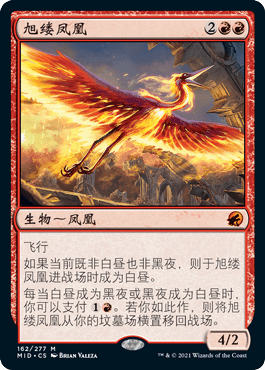 旭缕凤凰 2
生物～凤凰
飞行
如果当前既非白昼也非黑夜，则于旭缕
凤凰进战场时成为白昼。
每当白昼成为黑夜或黑夜成为白昼时，
你可以支付1。若你如此作，则将旭
缕凤凰从你的坟墓场横置移回战场。
4/2
162/277 M
MID • CS BRIAN VALEZA
™ & © 2021 Wizards of the Coast